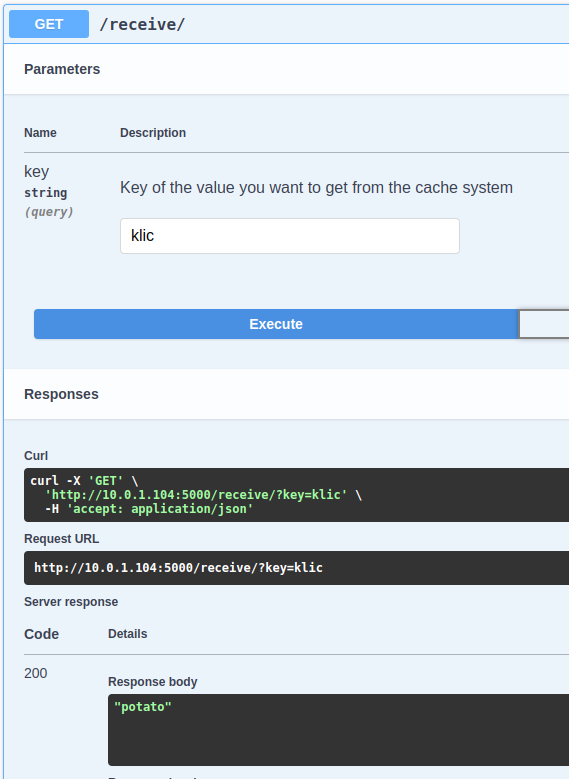 GET /receive/
Parameters
Name Description
key
string
(query)
Key of the value you want to get from the cache system
klic
Execute
Responses
Curl
curl -X 'GET' \
'http://10.0.1.104:5000/receive/?key=klic' \
-H 'accept: application/json'
Request URL
http://10.0.1.104:5000/receive/?key=klic
Server response
Code Details
200
Response body
"potato"